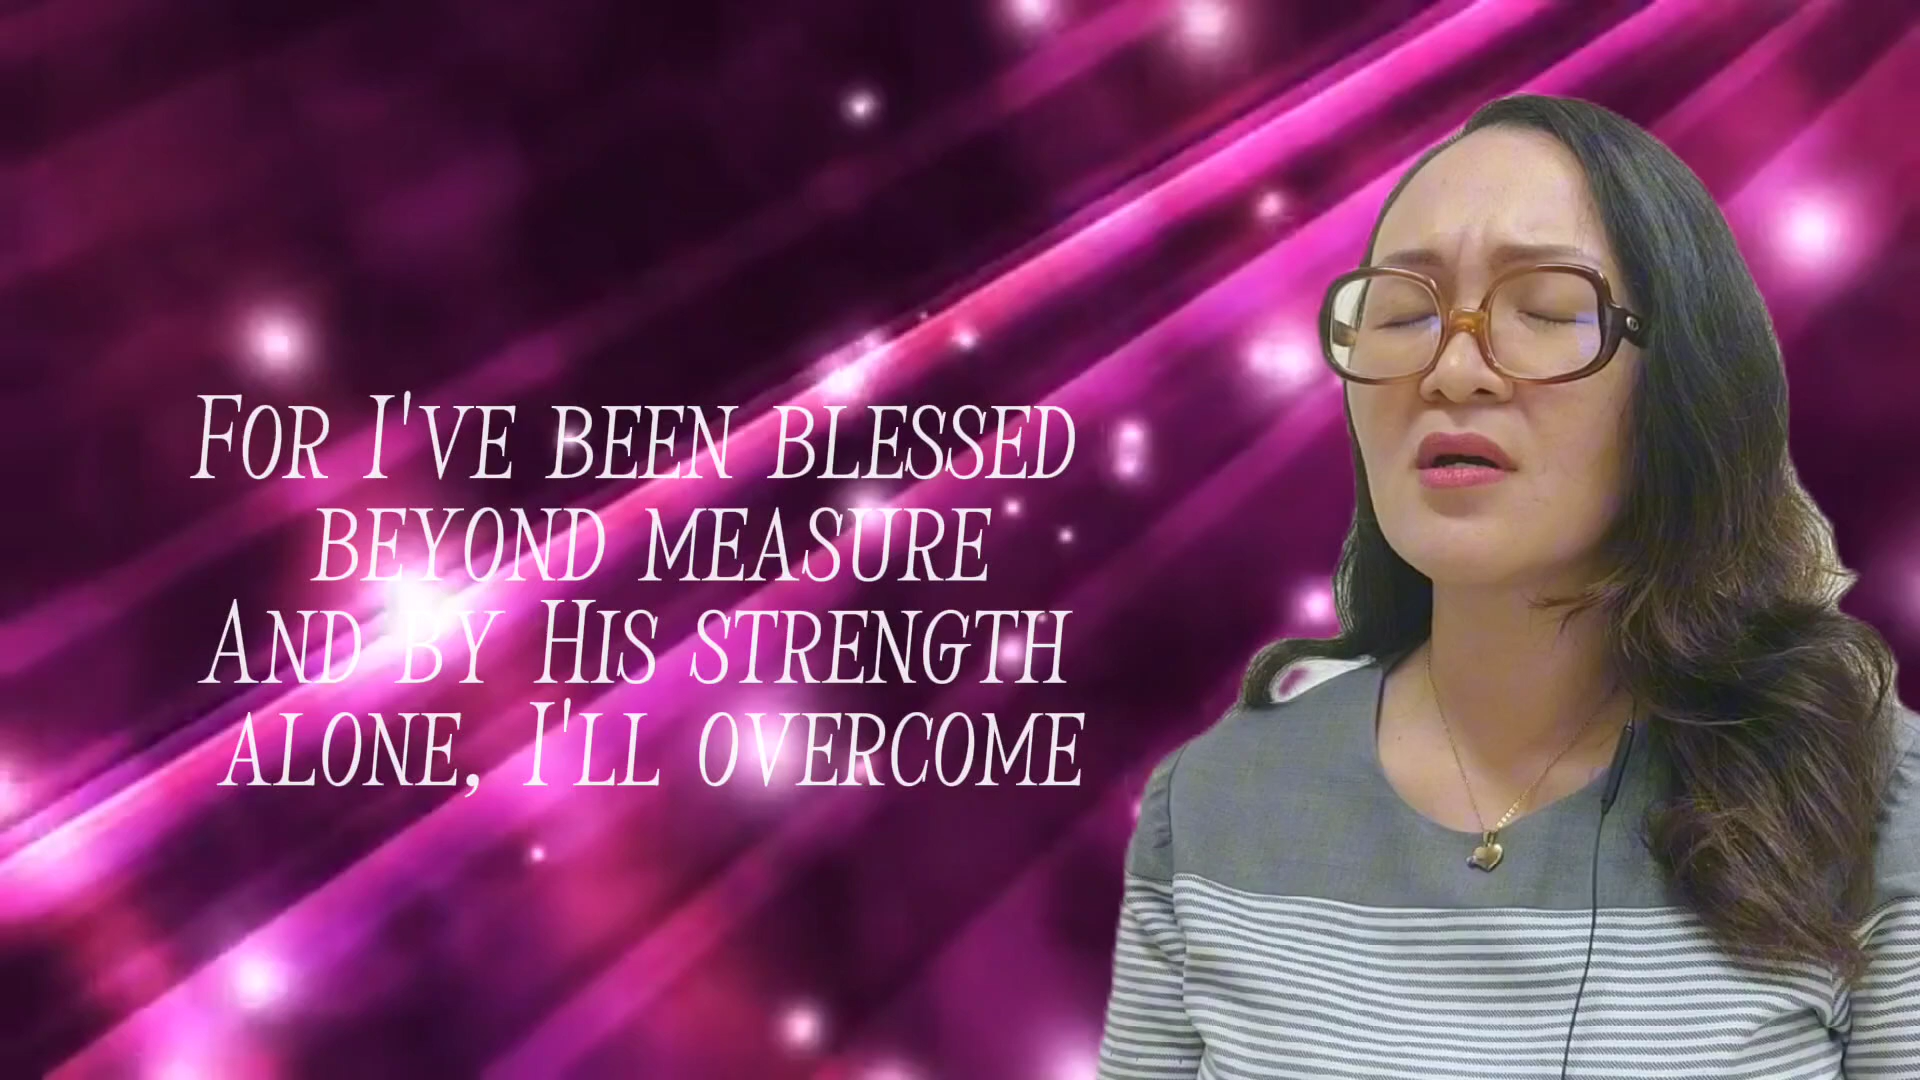 For I've been blessed
beyond measure
And by His strength
alone, I'll overcome